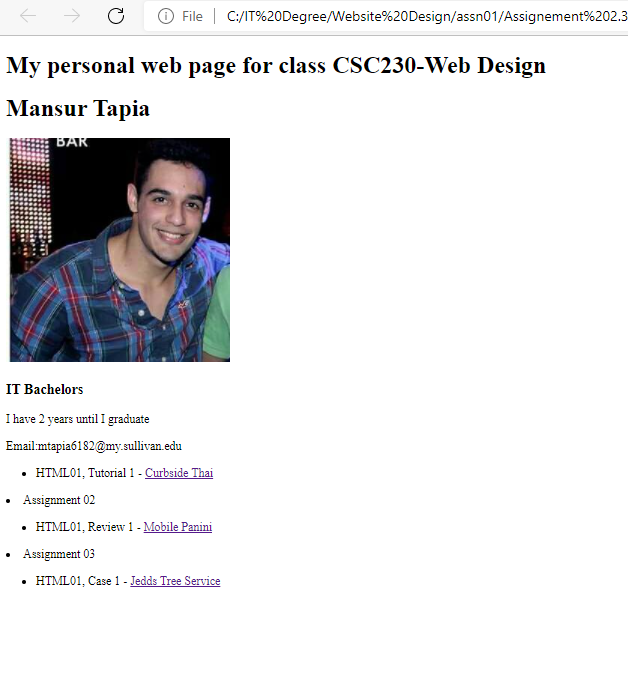 File
C:/IT%20Degree/Website%20Design/assn01/Assignement%202.3
My personal web page for class CSC230-Web Design
Mansur Tapia
BAR
IT Bachelors
I have 2 years until I graduate
Email:mtapia6182@my.sullivan.edu
HTML01, Tutorial 1 - Curbside Thai
Assignment 02
HTML01, Review 1 - Mobile Panini
Assignment 03
HTML01, Case 1 - Jedds Tree Service